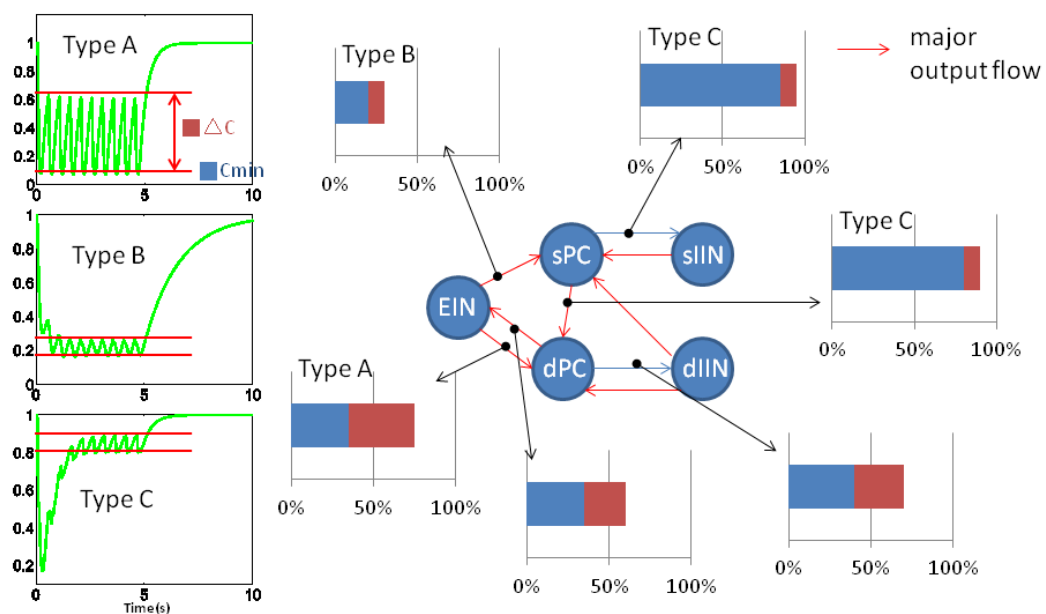 Type A
1
0.8
0.6
0.4
0.2
0
0
5
10
△C
Cmin
Type B
1
0.8
0.6
0.4
0.2
0
0
5
10
Type C
1
0.8
0.6
0.4
0.2
0
5
10
Time(s)
Type B
0% 50% 100%
Type C
0% 50% 100%
major
output flow
Type C
0% 50% 100%
sPC
sIIN
EIN
dPC
dIIN
Type A
0% 50% 100%
0% 50% 100%
0% 50% 100%